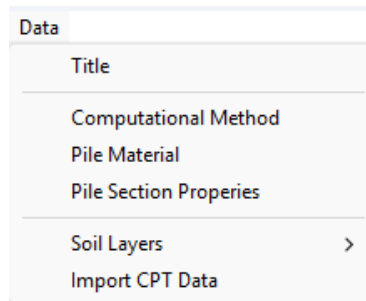 Data
Title
Computational Method
Pile Material
Pile Section Properies
Soil Layers
Import CPT Data